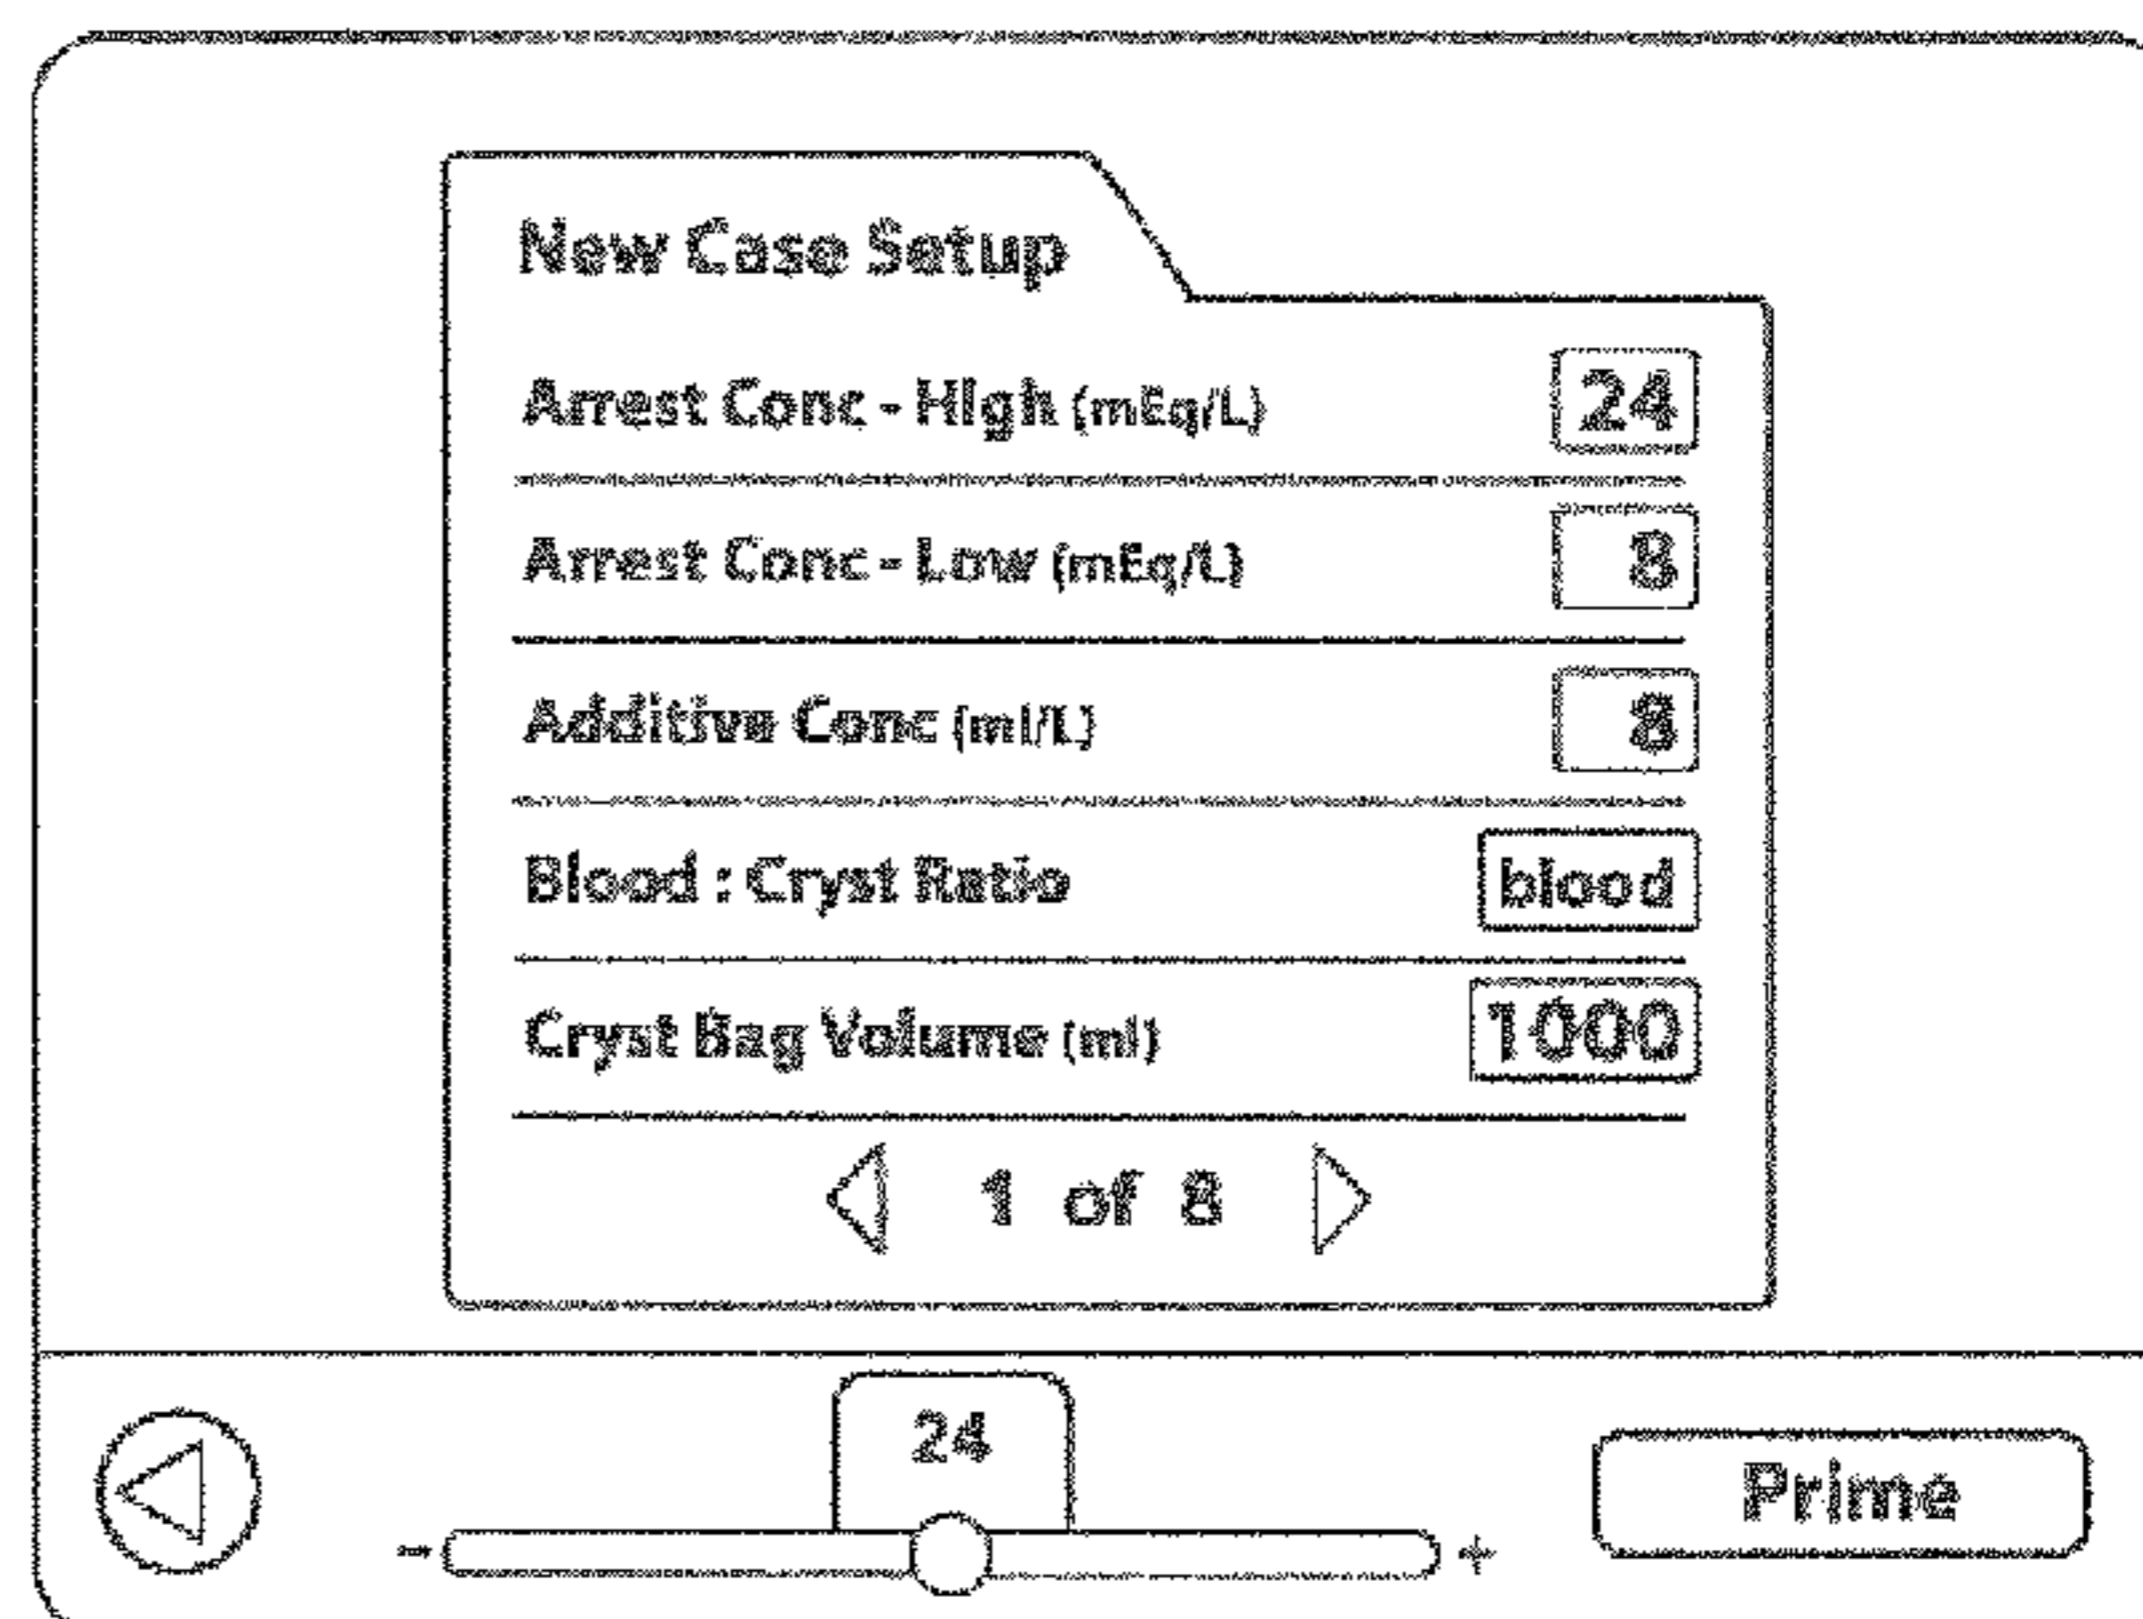 New Case Setup
Arrest Conc - High (mEq/L) 24
Arrest Conc - Low (mEq/L) 8
Additive Conc (ml/L) 8
Blood : Cryst Ratio blood
Cryst Bag Volume (ml) 1000
1 of 8
24
- +
Prime